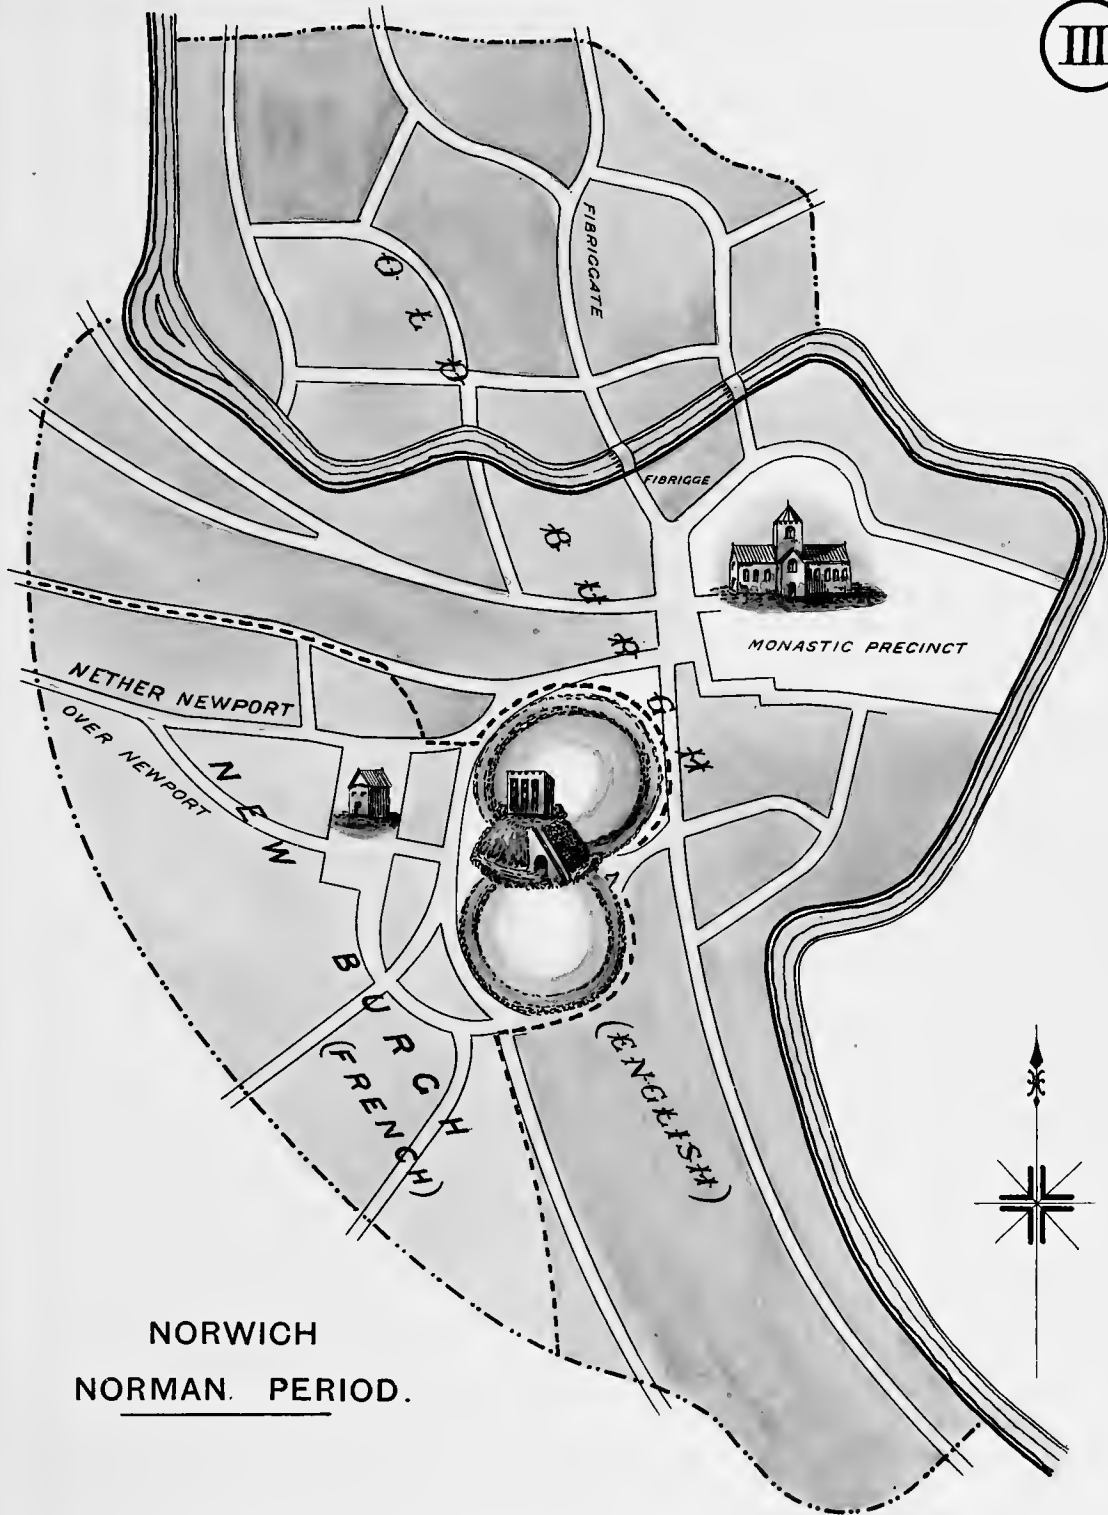 III
FIBRIGGATE
OLD
FIBRIGGE
BURGH
MONASTIC PRECINCT
NETHER NEWPORT
OVER NEWPORT
NEW
BURGH
(FRENCH)
(ENGLISH)
NORWICH
NORMAN. PERIOD.